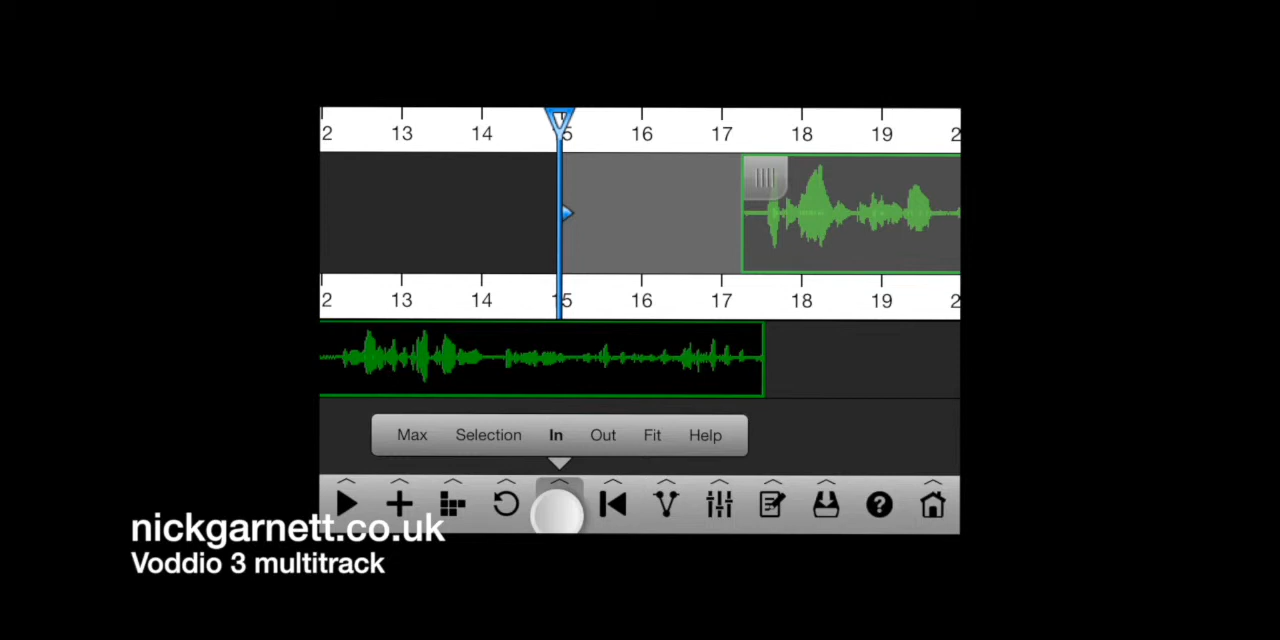 2 13 14 15 16 17 18 19 2
2 13 14 15 16 17 18 19 2
Max Selection In Out Fit Help
nickgarnett.co.uk
Voddio 3 multitrack